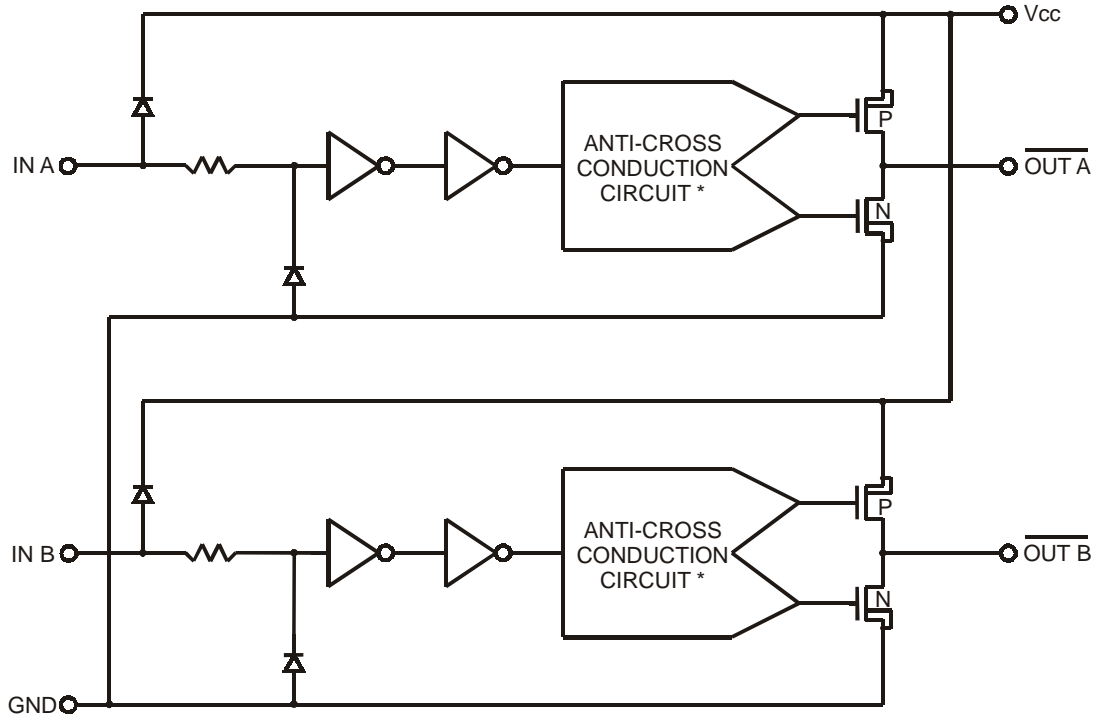 Vcc
P
IN A
ANTI-CROSS
CONDUCTION
CIRCUIT *
OUT A
N
P
IN B
ANTI-CROSS
CONDUCTION
CIRCUIT *
OUT B
N
GND